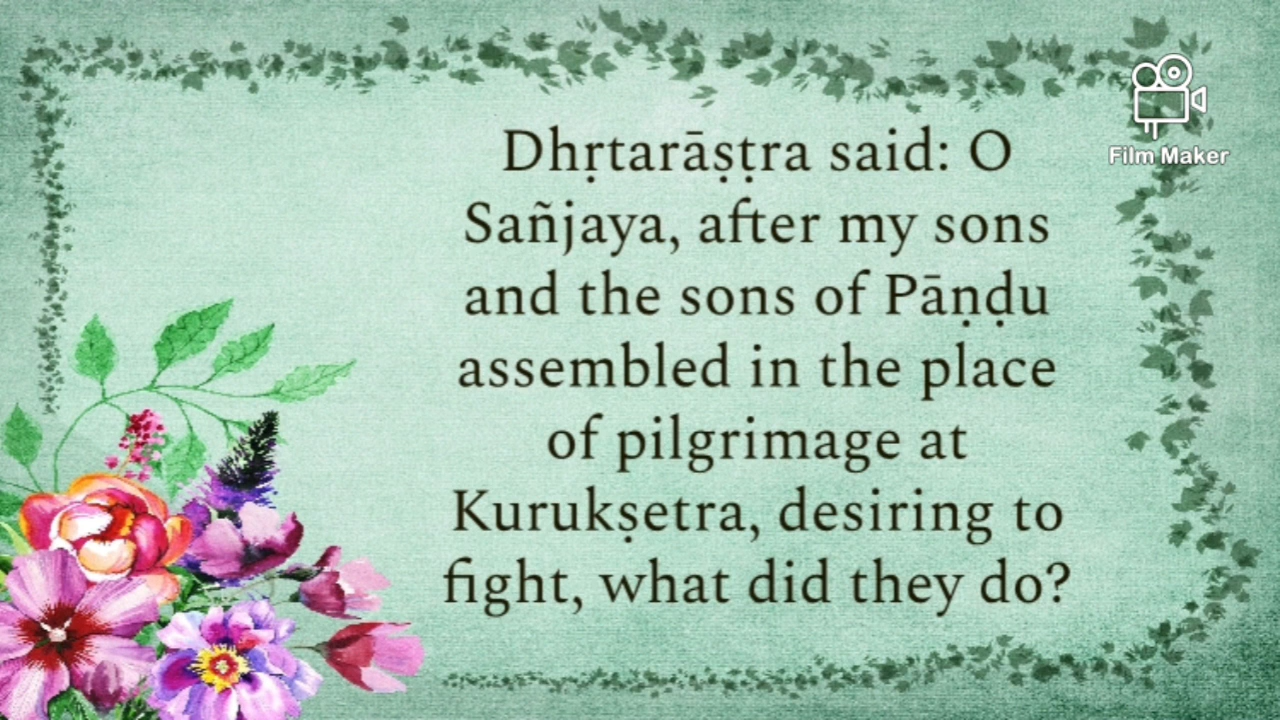 Dhṛtarāṣṭra said: O
Sañjaya, after my sons
and the sons of Pāṇḍu
assembled in the place
of pilgrimage at
Kurukṣetra, desiring to
fight, what did they do?
Film Maker